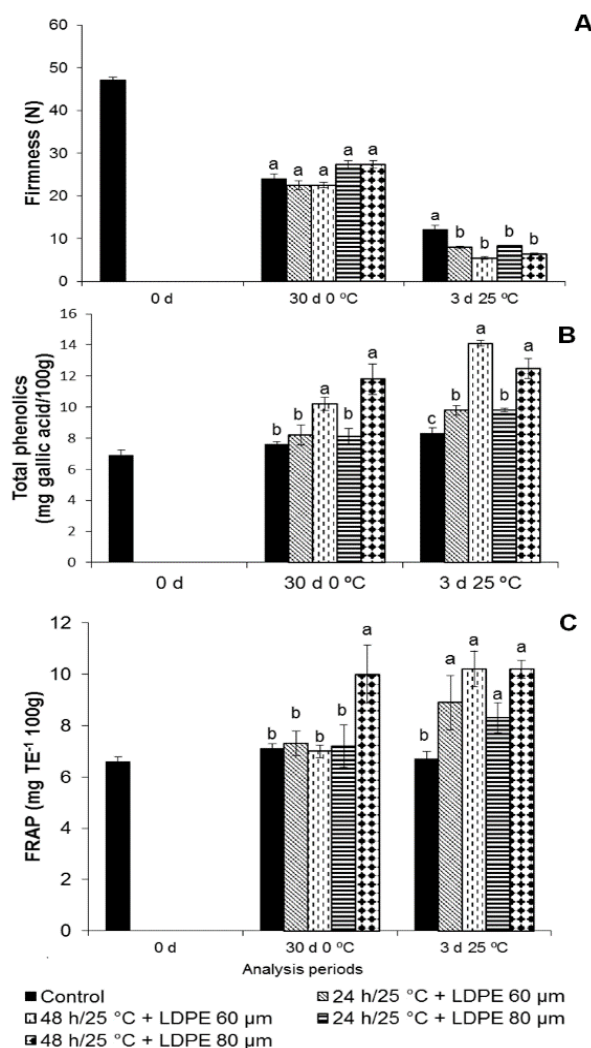 A
Firmness (N)
60
50
40
30
20
10
0
a a a a a
a b b b b
0 d 30 d 0 ºC 3 d 25 ºC
B
Total phenolics
(mg gallic acid/100g)
16
14
12
10
8
6
4
2
0
b b a b a
c b a b a
0 d 30 d 0 ºC 3 d 25 ºC
C
FRAP (mg TE⁻¹ 100g)
12
10
8
6
4
2
0
b b b b a
b a a a a
0 d 30 d 0 ºC 3 d 25 ºC
Analysis periods
Control 24 h/25 °C + LDPE 60 µm
48 h/25 °C + LDPE 60 µm 24 h/25 °C + LDPE 80 µm
48 h/25 °C + LDPE 80 µm